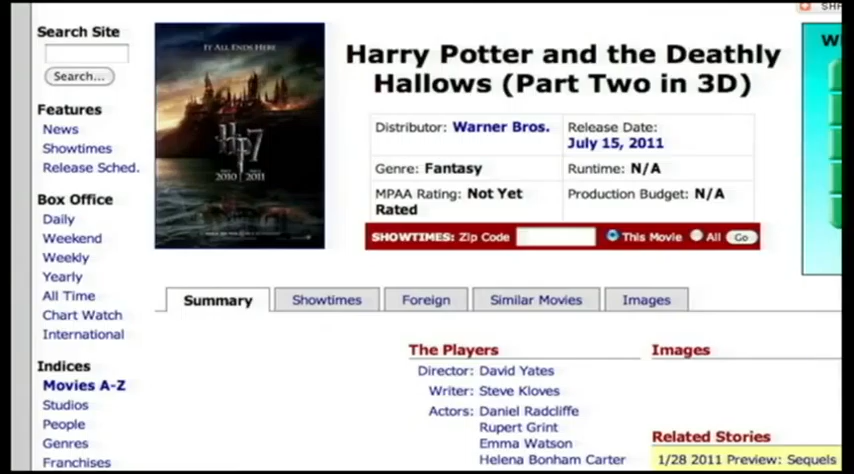 SHA
Search Site
Search...
Features
News
Showtimes
Release Sched.
Box Office
Daily
Weekend
Weekly
Yearly
All Time
Chart Watch
International
Indices
Movies A-Z
Studios
People
Genres
Franchises
IT ALL ENDS HERE
HP7
2010 2011
Harry Potter and the Deathly
Hallows (Part Two in 3D)
Distributor: Warner Bros.
Release Date:
July 15, 2011
Genre: Fantasy
Runtime: N/A
MPAA Rating: Not Yet
Rated
Production Budget: N/A
SHOWTIMES: Zip Code This Movie All Go
Summary Showtimes Foreign Similar Movies Images
The Players
Director: David Yates
Writer: Steve Kloves
Actors: Daniel Radcliffe
Rupert Grint
Emma Watson
Helena Bonham Carter
Images
Related Stories
1/28 2011 Preview: Sequels